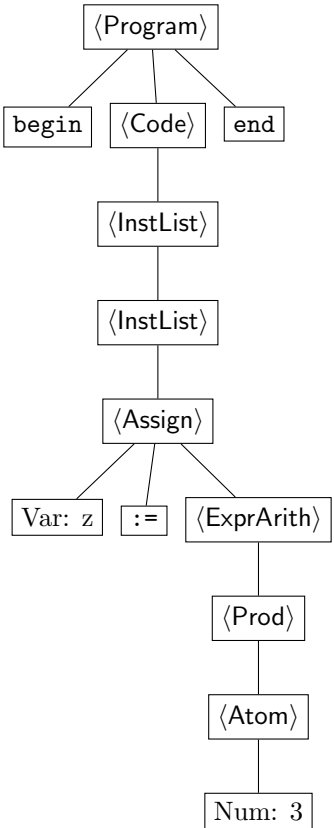 ⟨Program⟩
begin ⟨Code⟩ end
⟨InstList⟩
⟨InstList⟩
⟨Assign⟩
Var: z := ⟨ExprArith⟩
⟨Prod⟩
⟨Atom⟩
Num: 3